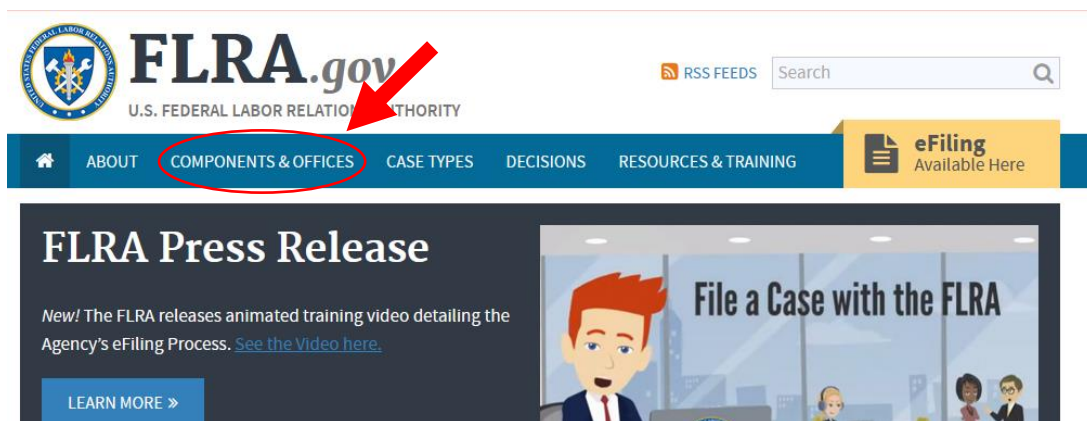 FLRA.gov
RSS FEEDS
Search
U.S. FEDERAL LABOR
ABOUT
COMPONENTS & OFFICES
CASE TYPES
DECISIONS
RESOURCES & TRAINING
eFiling
Available Here
FLRA Press Release
New! The FLRA releases animated training video detailing the
Agency’s eFiling Process. See the Video here.
LEARN MORE »
File a Case with the FLRA